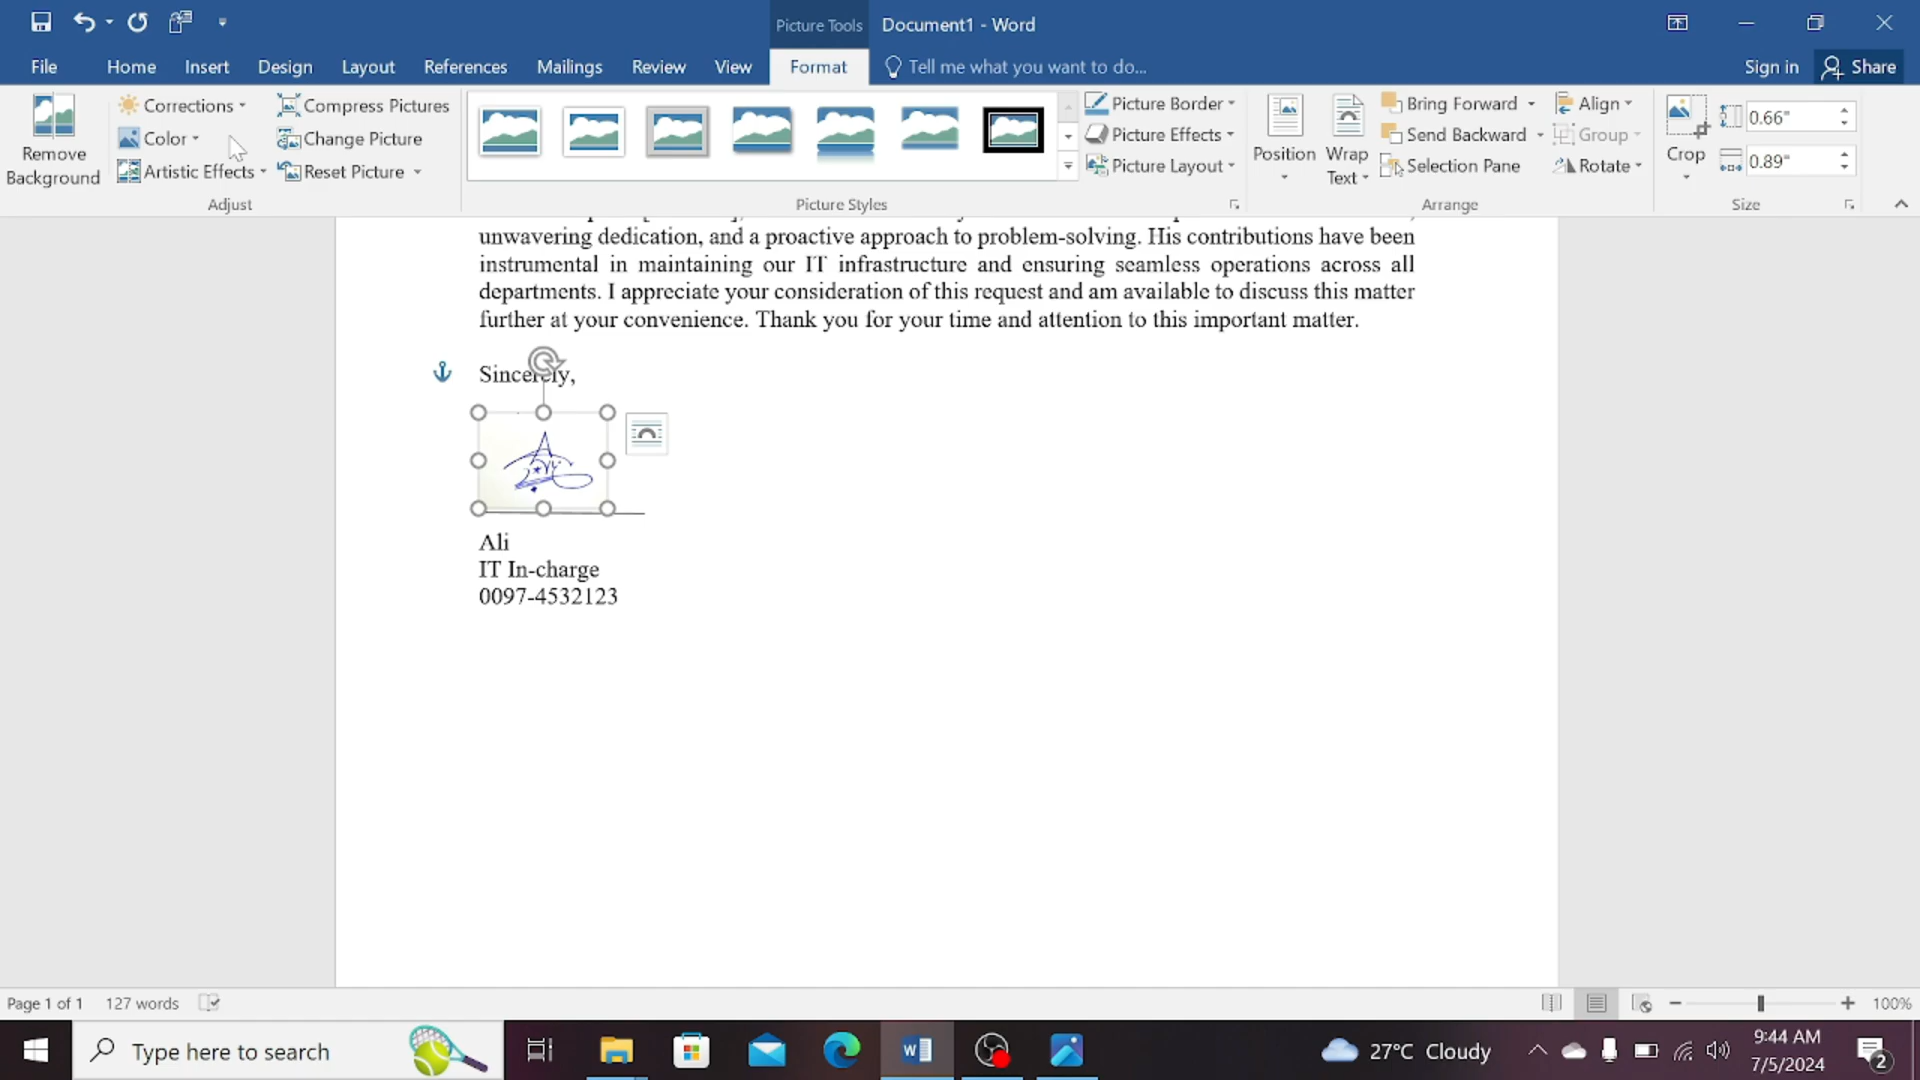 Picture Tools
Document1 - Word
File
Home
Insert
Design
Layout
References
Mailings
Review
View
Format
Tell me what you want to do...
Sign in
Share
Remove
Background
Corrections
Color
Artistic Effects
Compress Pictures
Change Picture
Reset Picture
Adjust
Picture Styles
Picture Border
Picture Effects
Picture Layout
Position
Wrap
Text
Bring Forward
Send Backward
Selection Pane
Align
Group
Rotate
Arrange
Crop
0.66"
0.89"
Size
unwavering dedication, and a proactive approach to problem-solving. His contributions have been
instrumental in maintaining our IT infrastructure and ensuring seamless operations across all
departments. I appreciate your consideration of this request and am available to discuss this matter
further at your convenience. Thank you for your time and attention to this important matter.
Sincerely,
Ali
IT In-charge
0097-4532123
Page 1 of 1
127 words
100%
Type here to search
27°C Cloudy
9:44 AM
7/5/2024
2